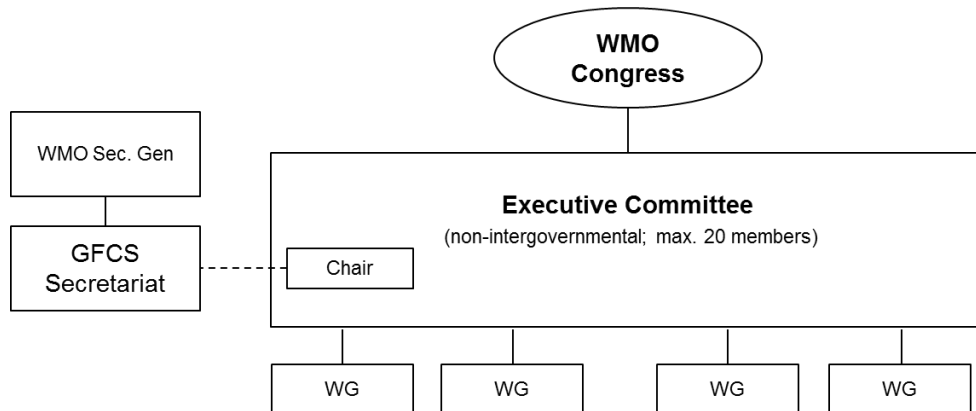 WMO
Congress
WMO Sec. Gen
Executive Committee
(non-intergovernmental; max. 20 members)
GFCS
Secretariat
Chair
WG
WG
WG
WG